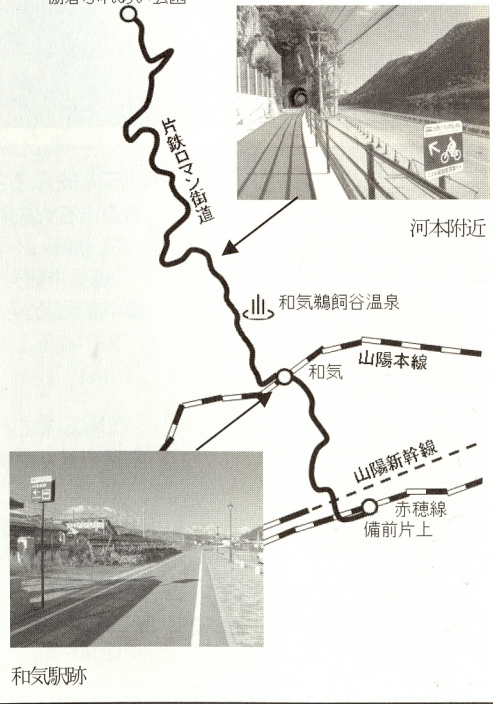 片鉄ロマン街道
河本附近
和気鵜飼谷温泉
山陽本線
和気
山陽新幹線
赤穂線
備前片上
和気駅跡